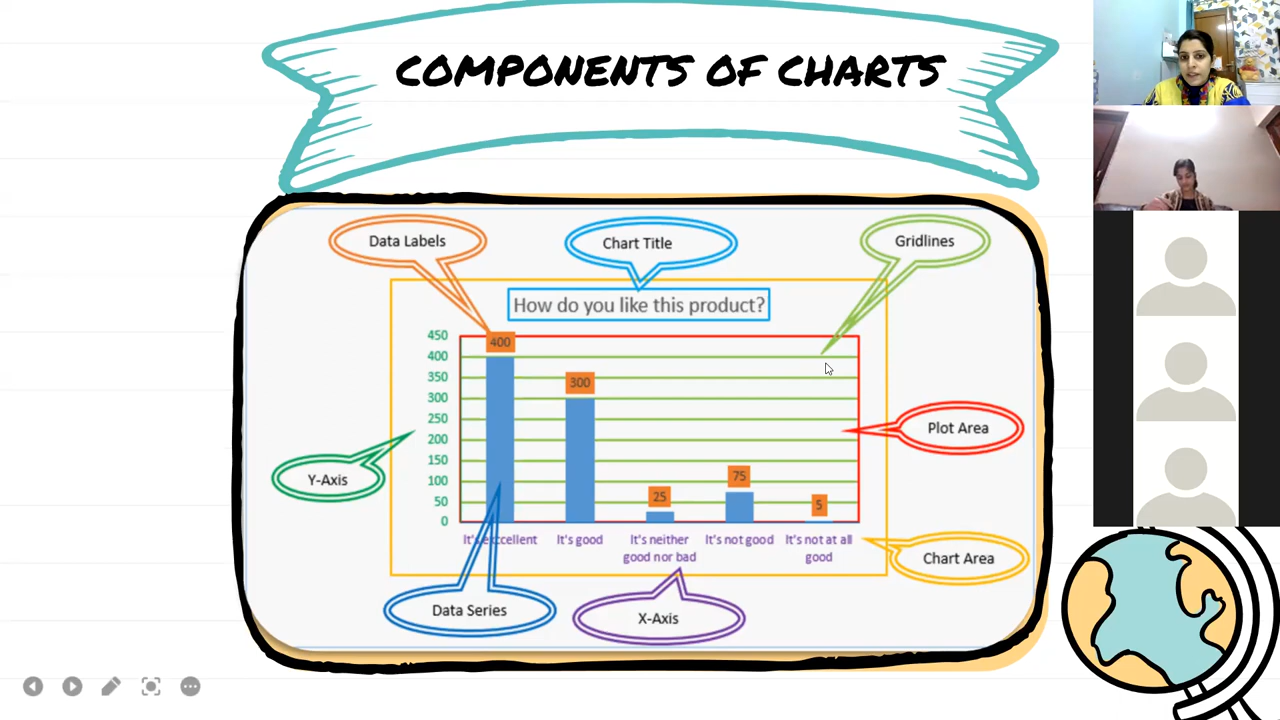 COMPONENTS OF CHARTS
Data Labels
Chart Title
Gridlines
How do you like this product?
450
400
350
300
250
200
150
100
50
0
400
300
25
75
5
Y-Axis
Plot Area
It's excellent
It's good
It's neither
good nor bad
It's not good
It's not at all
good
Chart Area
Data Series
X-Axis